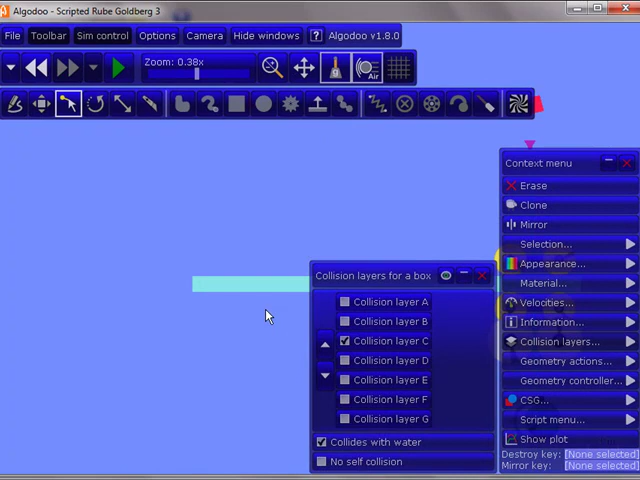 Algodoo - Scripted Rube Goldberg 3
File Toolbar Sim control Options Camera Hide windows ? Algodoo v1.8.0
Zoom: 0.38x
Air
Context menu
Erase
Clone
Mirror
Selection...
Appearance...
Material...
Velocities...
Information...
Collision layers...
Geometry actions...
Geometry controller...
CSG...
Script menu...
Show plot
Destroy key: [None selected]
Mirror key: [None selected]
Collision layers for a box
Collision layer A
Collision layer B
Collision layer C
Collision layer D
Collision layer E
Collision layer F
Collision layer G
Collides with water
No self collision